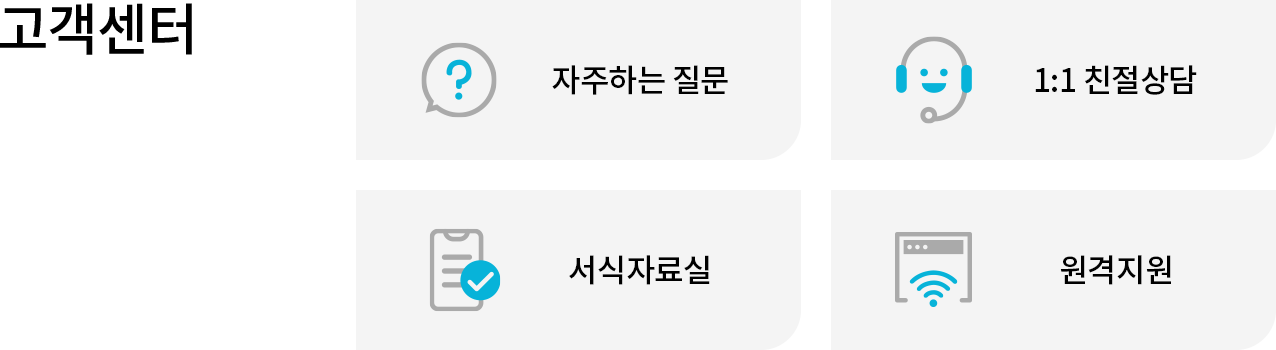 고객센터
자주하는 질문
1:1 친절상담
서식자료실
원격지원